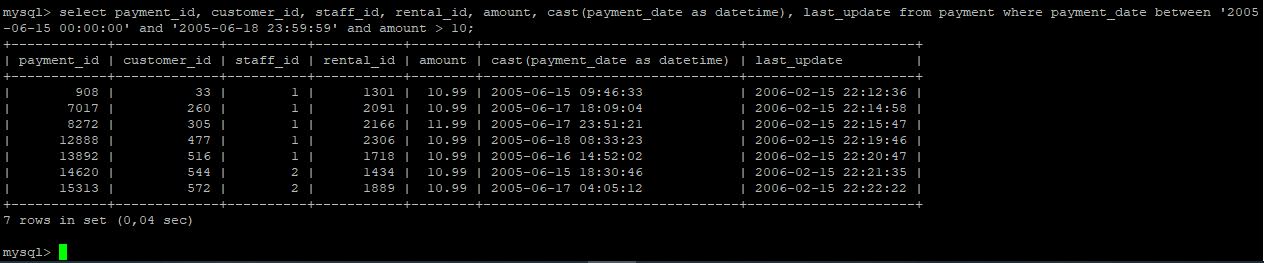 mysql> select payment_id, customer_id, staff_id, rental_id, amount, cast(payment_date as datetime), last_update from payment where payment_date between '2005
-06-15 00:00:00' and '2005-06-18 23:59:59' and amount > 10;
+------------+-------------+----------+-----------+--------+--------------------------------+---------------------+
| payment_id | customer_id | staff_id | rental_id | amount | cast(payment_date as datetime) | last_update         |
+------------+-------------+----------+-----------+--------+--------------------------------+---------------------+
|        908 |          33 |        1 |      1301 |  10.99 | 2005-06-15 09:46:33            | 2006-02-15 22:12:36 |
|       7017 |         260 |        1 |      2091 |  10.99 | 2005-06-17 18:09:04            | 2006-02-15 22:14:58 |
|       8272 |         305 |        1 |      2166 |  11.99 | 2005-06-17 23:51:21            | 2006-02-15 22:15:47 |
|      12888 |         477 |        1 |      2306 |  10.99 | 2005-06-18 08:33:23            | 2006-02-15 22:19:46 |
|      13892 |         516 |        1 |      1718 |  10.99 | 2005-06-16 14:52:02            | 2006-02-15 22:20:47 |
|      14620 |         544 |        2 |      1434 |  10.99 | 2005-06-15 18:30:46            | 2006-02-15 22:21:35 |
|      15313 |         572 |        2 |      1889 |  10.99 | 2005-06-17 04:05:12            | 2006-02-15 22:22:22 |
+------------+-------------+----------+-----------+--------+--------------------------------+---------------------+
7 rows in set (0,04 sec)
mysql>